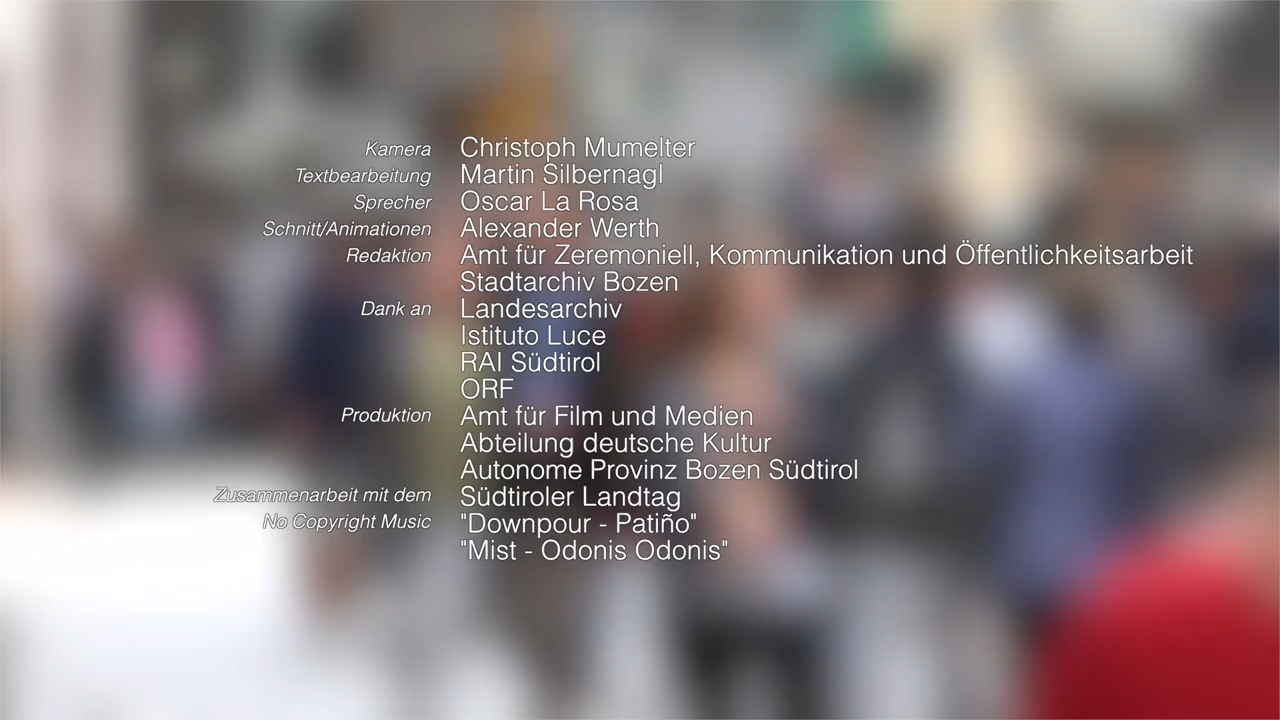 Kamera Christoph Mumelter
Textbearbeitung Martin Silbernagl
Sprecher Oscar La Rosa
Schnitt/Animationen Alexander Werth
Redaktion Amt für Zeremoniell, Kommunikation und Öffentlichkeitsarbeit
Stadtarchiv Bozen
Dank an Landesarchiv
Istituto Luce
RAI Südtirol
ORF
Produktion Amt für Film und Medien
Abteilung deutsche Kultur
Autonome Provinz Bozen Südtirol
Zusammenarbeit mit dem Südtiroler Landtag
No Copyright Music "Downpour - Patiño"
"Mist - Odonis Odonis"